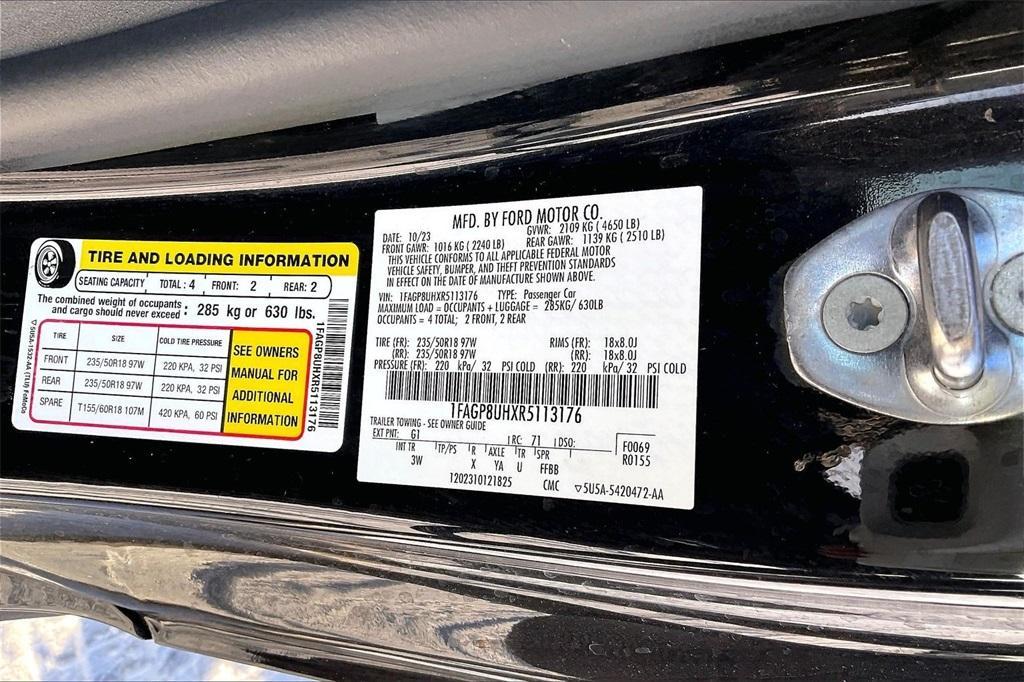 TIRE AND LOADING INFORMATION
SEATING CAPACITY TOTAL: 4 FRONT: 2 REAR: 2
The combined weight of occupants
and cargo should never exceed : 285 kg or 630 lbs.
TIRE SIZE COLD TIRE PRESSURE
FRONT 235/50R18 97W 220 KPA, 32 PSI
REAR 235/50R18 97W 220 KPA, 32 PSI
SPARE T155/60R18 107M 420 KPA, 60 PSI
SEE OWNERS
MANUAL FOR
ADDITIONAL
INFORMATION
1FAGP8UHXR5113176
▽5U5A-1532-AA (TIJ) FoMoCo
MFD. BY FORD MOTOR CO.
DATE: 10/23 GVWR: 2109 KG ( 4650 LB)
FRONT GAWR: 1016 KG ( 2240 LB) REAR GAWR: 1139 KG ( 2510 LB)
THIS VEHICLE CONFORMS TO ALL APPLICABLE FEDERAL MOTOR
VEHICLE SAFETY, BUMPER, AND THEFT PREVENTION STANDARDS
IN EFFECT ON THE DATE OF MANUFACTURE SHOWN ABOVE.
VIN: 1FAGP8UHXR5113176 TYPE: Passenger Car
MAXIMUM LOAD = OCCUPANTS + LUGGAGE = 285KG/ 630LB
OCCUPANTS = 4 TOTAL; 2 FRONT, 2 REAR
TIRE (FR): 235/50R18 97W RIMS (FR): 18x8.0J
(RR): 235/50R18 97W (RR): 18x8.0J
PRESSURE (FR): 220 kPa/ 32 PSI COLD (RR): 220 kPa/ 32 PSI COLD
1FAGP8UHXR5113176
TRAILER TOWING - SEE OWNER GUIDE
EXT PNT: G1 RC: 71 DSO: F0069
INT TR TP/PS R AXLE TR SPR R0155
3W X YA U FFBB
1202310121825 CMC ▽5U5A-5420472-AA